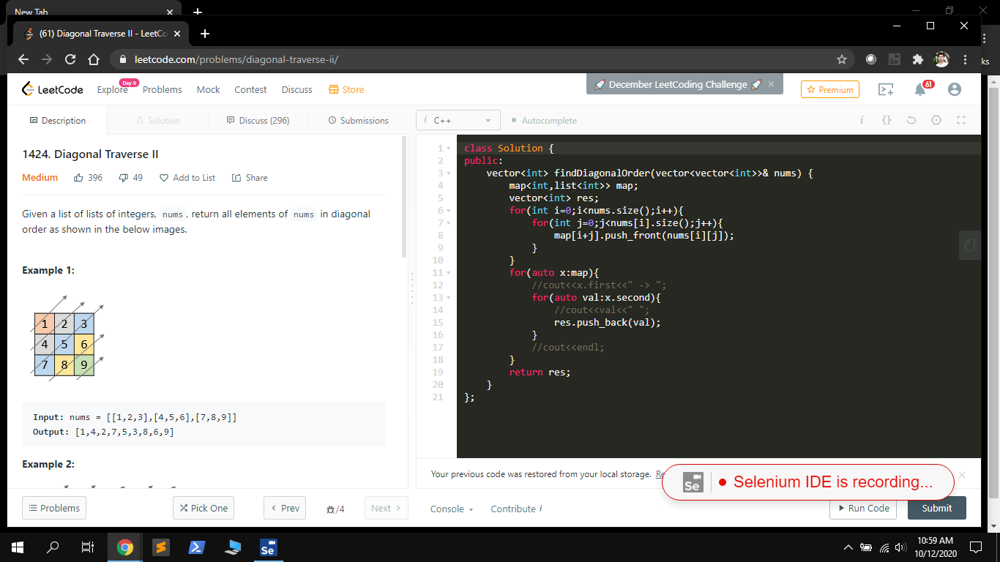 New Tab
(61) Diagonal Traverse II - LeetCo
leetcode.com/problems/diagonal-traverse-ii/
ks
LeetCode Explore Day 9 Problems Mock Contest Discuss Store
December LeetCoding Challenge
Premium
61
Description Solution Discuss (296) Submissions
i C++ Autocomplete
i {}
1424. Diagonal Traverse II
Medium 396 49 Add to List Share
Given a list of lists of integers, nums, return all elements of nums in diagonal
order as shown in the below images.
Example 1:
1 2 3
4 5 6
7 8 9
Input: nums = [[1,2,3],[4,5,6],[7,8,9]]
Output: [1,4,2,7,5,3,8,6,9]
Example 2:
1 class Solution {
2 public:
3 vector<int> findDiagonalOrder(vector<vector<int>>& nums) {
4 map<int,list<int>> map;
5 vector<int> res;
6 for(int i=0;i<nums.size();i++){
7 for(int j=0;j<nums[i].size();j++){
8 map[i+j].push_front(nums[i][j]);
9 }
10 }
11 for(auto x:map){
12 //cout<<x.first<<" -> ";
13 for(auto val:x.second){
14 //cout<<val<<" ";
15 res.push_back(val);
16 }
17 //cout<<endl;
18 }
19 return res;
20 }
21 };
Your previous code was restored from your local storage. Re
Se Selenium IDE is recording...
Problems Pick One Prev /4 Next Console Contribute i Run Code Submit
Se
10:59 AM
10/12/2020